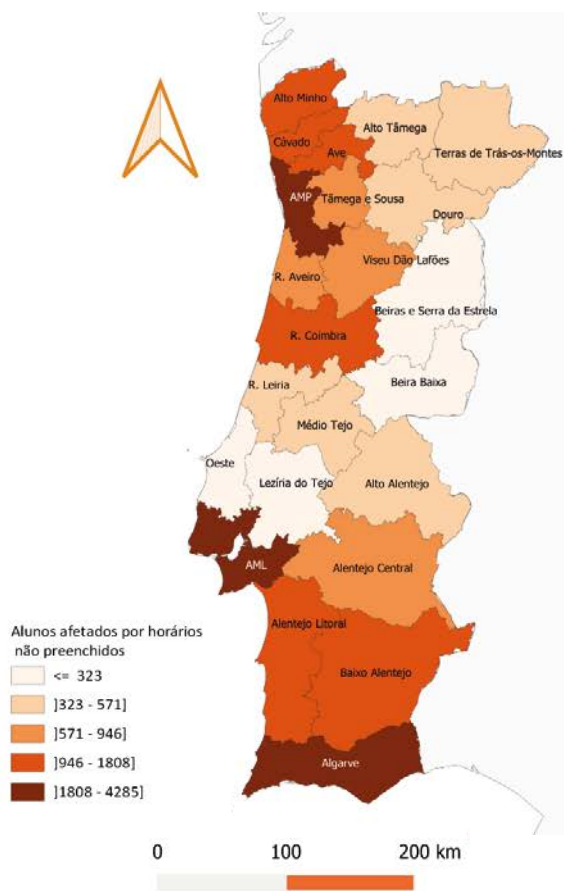 Alto Minho
Alto Tâmega
Cávado
Ave
Terras de Trás-os-Montes
AMP
Tâmega e Sousa
Douro
Viseu Dão Lafões
R. Aveiro
Beiras e Serra da Estrela
R. Coimbra
R. Leiria
Beira Baixa
Médio Tejo
Oeste
Lezíria do Tejo
Alto Alentejo
AML
Alentejo Central
Alentejo Litoral
Baixo Alentejo
Algarve
Alunos afetados por horários
não preenchidos
<= 323
]323 - 571]
]571 - 946]
]946 - 1808]
]1808 - 4285]
0 100 200 km